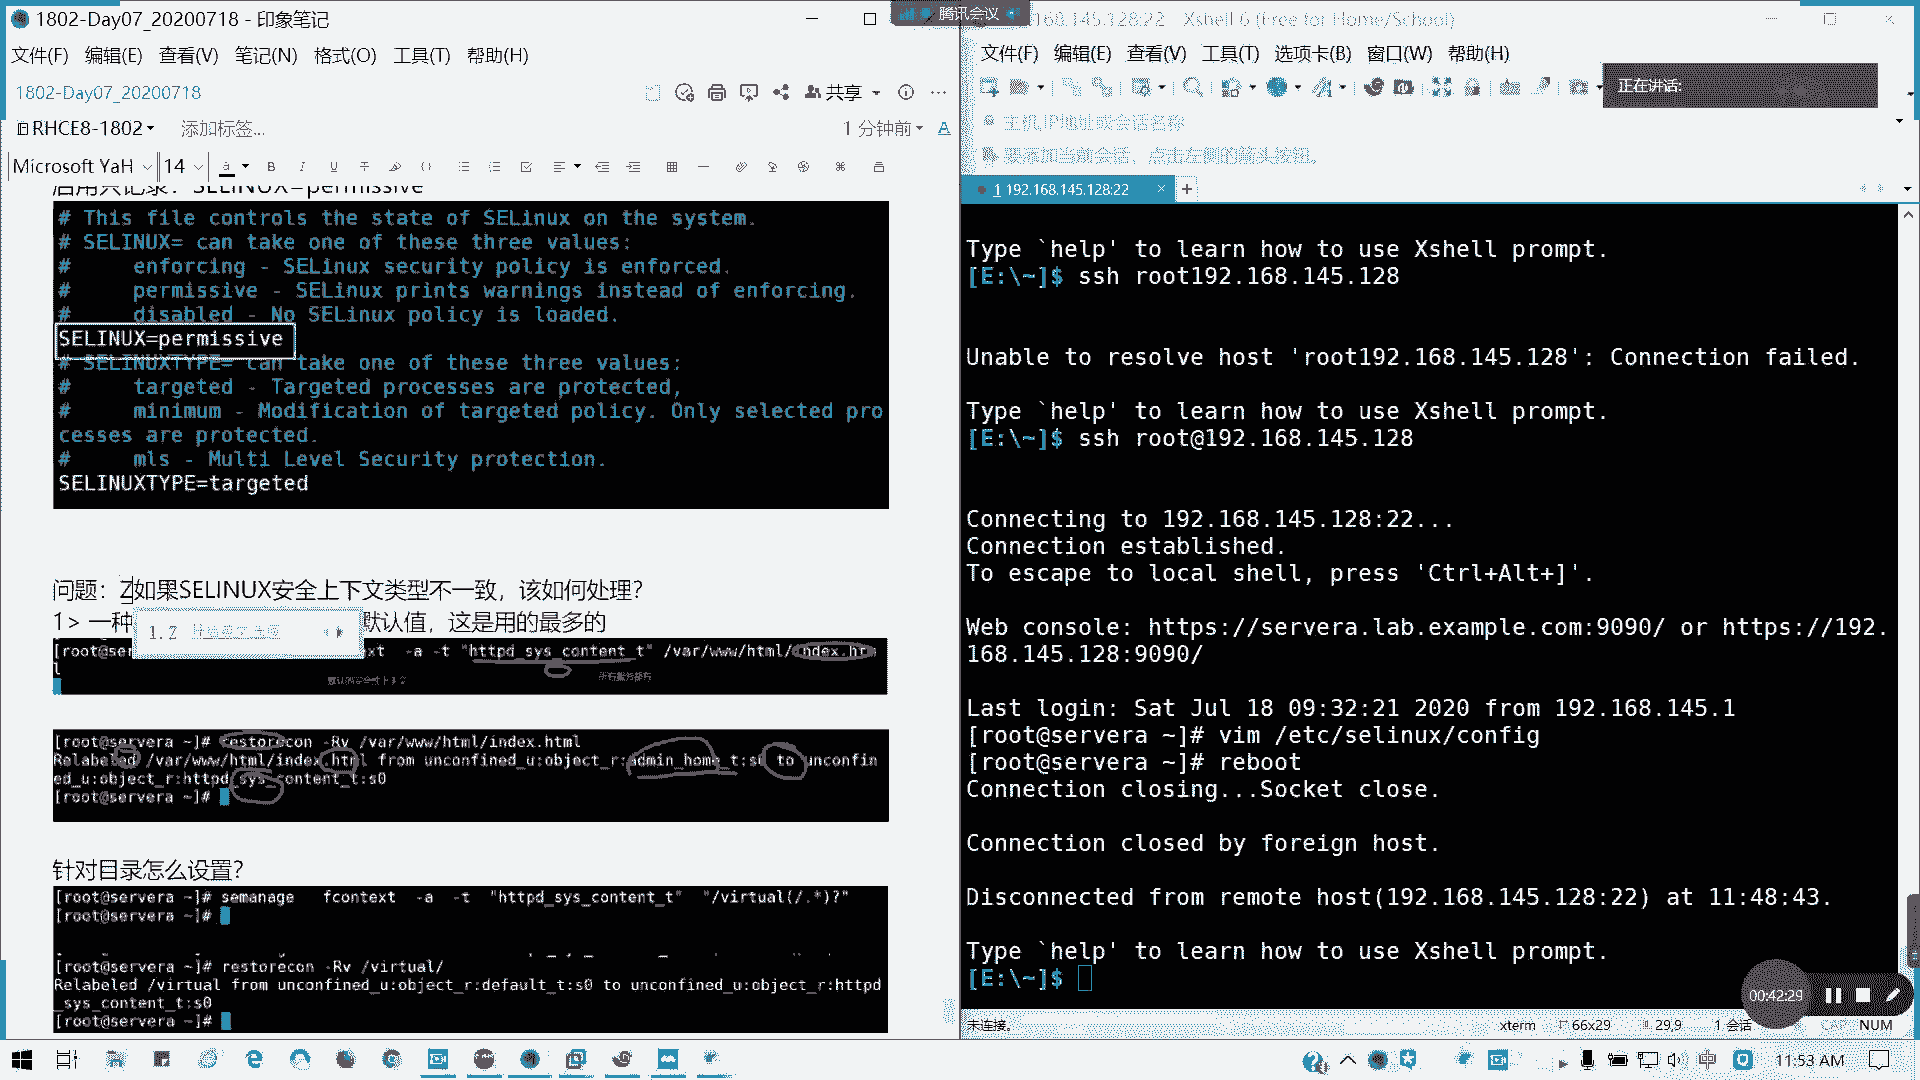 1802-Day07_20200718 - 印象笔记
文件(F) 编辑(E) 查看(V) 笔记(N) 格式(O) 工具(T) 帮助(H)
1802-Day07_20200718
共享
RHCE8-1802
添加标签...
1 分钟前
Microsoft YaH 14
启用只记录：SELINUX=permissive
# This file controls the state of SELinux on the system.
# SELINUX= can take one of these three values:
#     enforcing - SELinux security policy is enforced.
#     permissive - SELinux prints warnings instead of enforcing.
#     disabled - No SELinux policy is loaded.
SELINUX=permissive
# SELINUXTYPE= can take one of these three values:
#     targeted - Targeted processes are protected,
#     minimum - Modification of targeted policy. Only selected pro
cesses are protected.
#     mls - Multi Level Security protection.
SELINUXTYPE=targeted
问题：Z如果SELINUX安全上下文类型不一致，该如何处理？
1> 一种 默认值，这是用的最多的
[root@ser -a -t "httpd_sys_content_t" /var/www/html/index.htm
l
[root@servera ~]# restorecon -Rv /var/www/html/index.html
Relabeled /var/www/html/index.html from unconfined_u:object_r:admin_home_t:s0 to unconfin
ed_u:object_r:httpd_sys_content_t:s0
[root@servera ~]#
针对目录怎么设置？
[root@servera ~]# semanage   fcontext  -a  -t  "httpd_sys_content_t"  "/virtual(/.*)?"
[root@servera ~]#
[root@servera ~]# restorecon -Rv /virtual/
Relabeled /virtual from unconfined_u:object_r:default_t:s0 to unconfined_u:object_r:httpd
_sys_content_t:s0
[root@servera ~]#
腾讯会议
168.145.128:22 - Xshell 6 (Free for Home/School)
文件(F) 编辑(E) 查看(V) 工具(T) 选项卡(B) 窗口(W) 帮助(H)
正在讲话:
主机,IP地址或会话名称
要添加当前会话，点击左侧的箭头按钮。
1 192.168.145.128:22
Type `help' to learn how to use Xshell prompt.
[E:\~]$ ssh root192.168.145.128
Unable to resolve host 'root192.168.145.128': Connection failed.
Type `help' to learn how to use Xshell prompt.
[E:\~]$ ssh root@192.168.145.128
Connecting to 192.168.145.128:22...
Connection established.
To escape to local shell, press 'Ctrl+Alt+]'.
Web console: https://servera.lab.example.com:9090/ or https://192.
168.145.128:9090/
Last login: Sat Jul 18 09:32:21 2020 from 192.168.145.1
[root@servera ~]# vim /etc/selinux/config
[root@servera ~]# reboot
Connection closing...Socket close.
Connection closed by foreign host.
Disconnected from remote host(192.168.145.128:22) at 11:48:43.
Type `help' to learn how to use Xshell prompt.
[E:\~]$
00:42:29
未连接。
xterm
66x29
29,9
1 会话
CAP NUM
中
11:53 AM